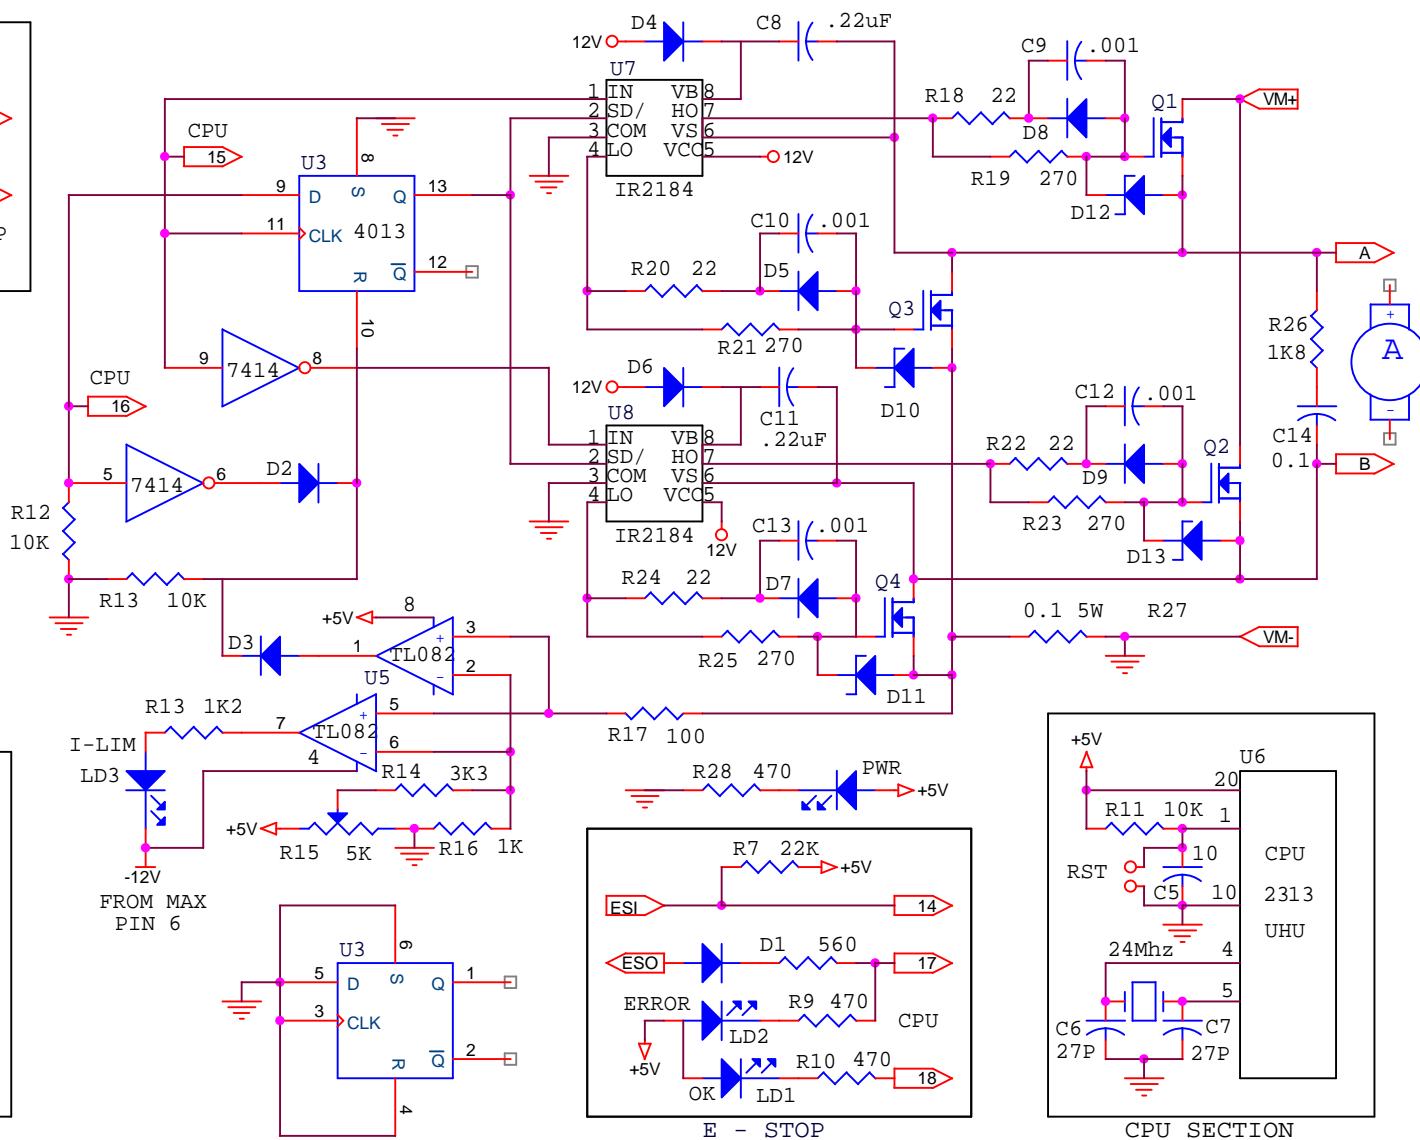 D4
C8
.22uF
12V
U7
1 IN VB 8
2 SD/ HO 7
3 COM VS 6
4 LO VCC 5
12V
IR2184
C9
.001
R18 22
D8
Q1
VM+
R19 270
D12
CPU
15
U3
8
S
9 D Q 13
11 CLK 4013
12 Q
R
10
C10 .001
R20 22 D5
Q3
R21 270
D10
A
R26
1K8
+
A
-
C14
0.1
B
9 7414 8
CPU
16
5 7414 6
D2
R12
10K
R13 10K
12V
D6
C11
.22uF
U8
1 IN VB 8
2 SD/ HO 7
3 COM VS 6
4 LO VCC 5
12V
IR2184
C12 .001
R22 22
D9
Q2
R23 270
D13
C13 .001
R24 22 D7
Q4
R25 270
D11
0.1 5W R27
VM-
+5V
8
D3
1 TL082 3
+
-
2
U5
R13 1K2
7 TL082 5
+
-
6
4
I-LIM
LD3
R14 3K3
+5V
R15 5K
R16 1K
-12V
FROM MAX
PIN 6
R17 100
R28 470
PWR
+5V
6
U3
S
5 D Q 1
3 CLK
2 Q
R
4
R7 22K
+5V
ESI
14
ESO
D1 560
17
ERROR
LD2
R9 470
CPU
+5V
OK
LD1
R10 470
18
E - STOP
+5V
U6
20
R11 10K
1
RST
10
C5
10
CPU
2313
UHU
24Mhz
4
5
C6
27P
C7
27P
CPU SECTION